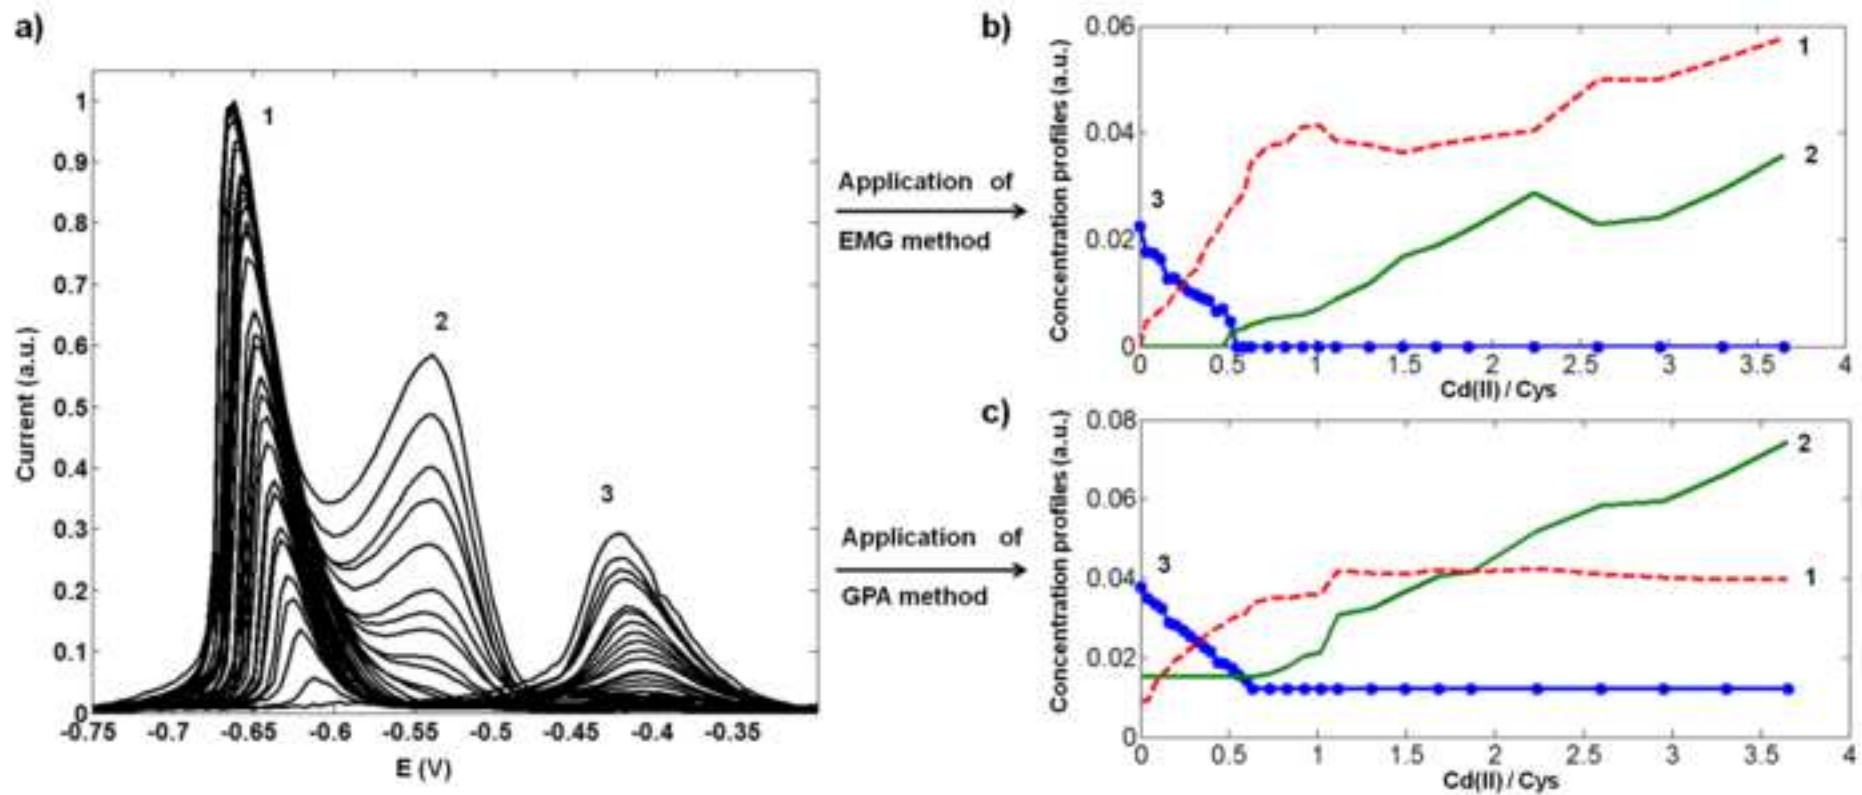 a)
1
2
3
Current (a.u.)
1
0.9
0.8
0.7
0.6
0.5
0.4
0.3
0.2
0.1
0
-0.75 -0.7 -0.65 -0.6 -0.55 -0.5 -0.45 -0.4 -0.35
E (V)
Application of
EMG method
Application of
GPA method
b)
Concentration profiles (a.u.)
0.06
0.04
0.02
0
1
2
3
0 0.5 1 1.5 2 2.5 3 3.5 4
Cd(II) / Cys
c)
Concentration profiles (a.u.)
0.08
0.06
0.04
0.02
0
2
1
3
0 0.5 1 1.5 2 2.5 3 3.5 4
Cd(II) / Cys